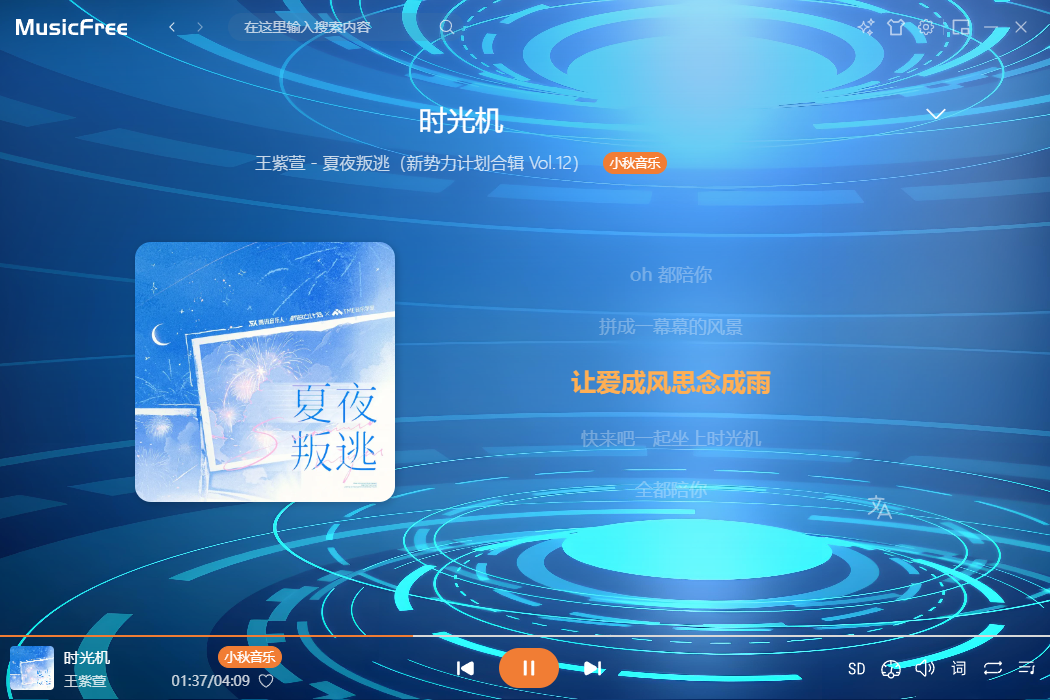 MusicFree
在这里输入搜索内容
时光机
王紫萱 - 夏夜叛逃（新势力计划合辑 Vol.12）
小秋音乐
夏夜
叛逃
oh 都陪你
拼成一幕幕的风景
让爱成风思念成雨
快来吧一起坐上时光机
全都陪你
时光机
小秋音乐
王紫萱
01:37/04:09
SD
词